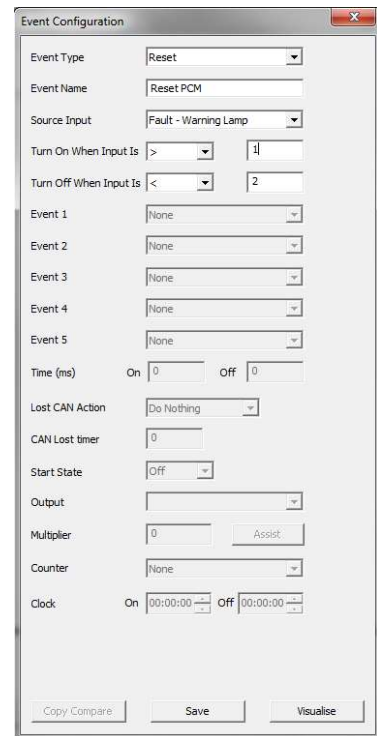 Event Configuration
x
Event Type Reset
Event Name Reset PCM
Source Input Fault - Warning Lamp
Turn On When Input Is > 1
Turn Off When Input Is < 2
Event 1 None
Event 2 None
Event 3 None
Event 4 None
Event 5 None
Time (ms) On 0 Off 0
Lost CAN Action Do Nothing
CAN Lost timer 0
Start State Off
Output
Multiplier 0 Assist
Counter None
Clock On 00:00:00 Off 00:00:00
Copy Compare Save Visualise